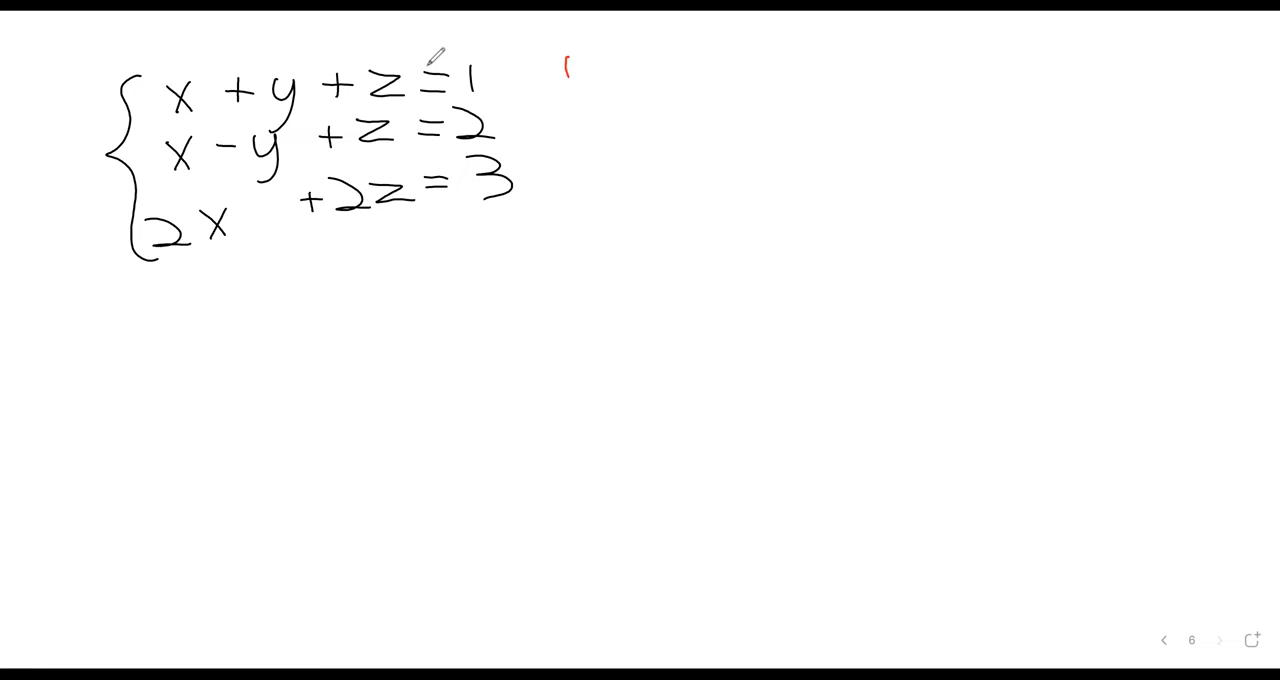 x + y + z = 1
x - y + z = 2
2x + 2z = 3
6